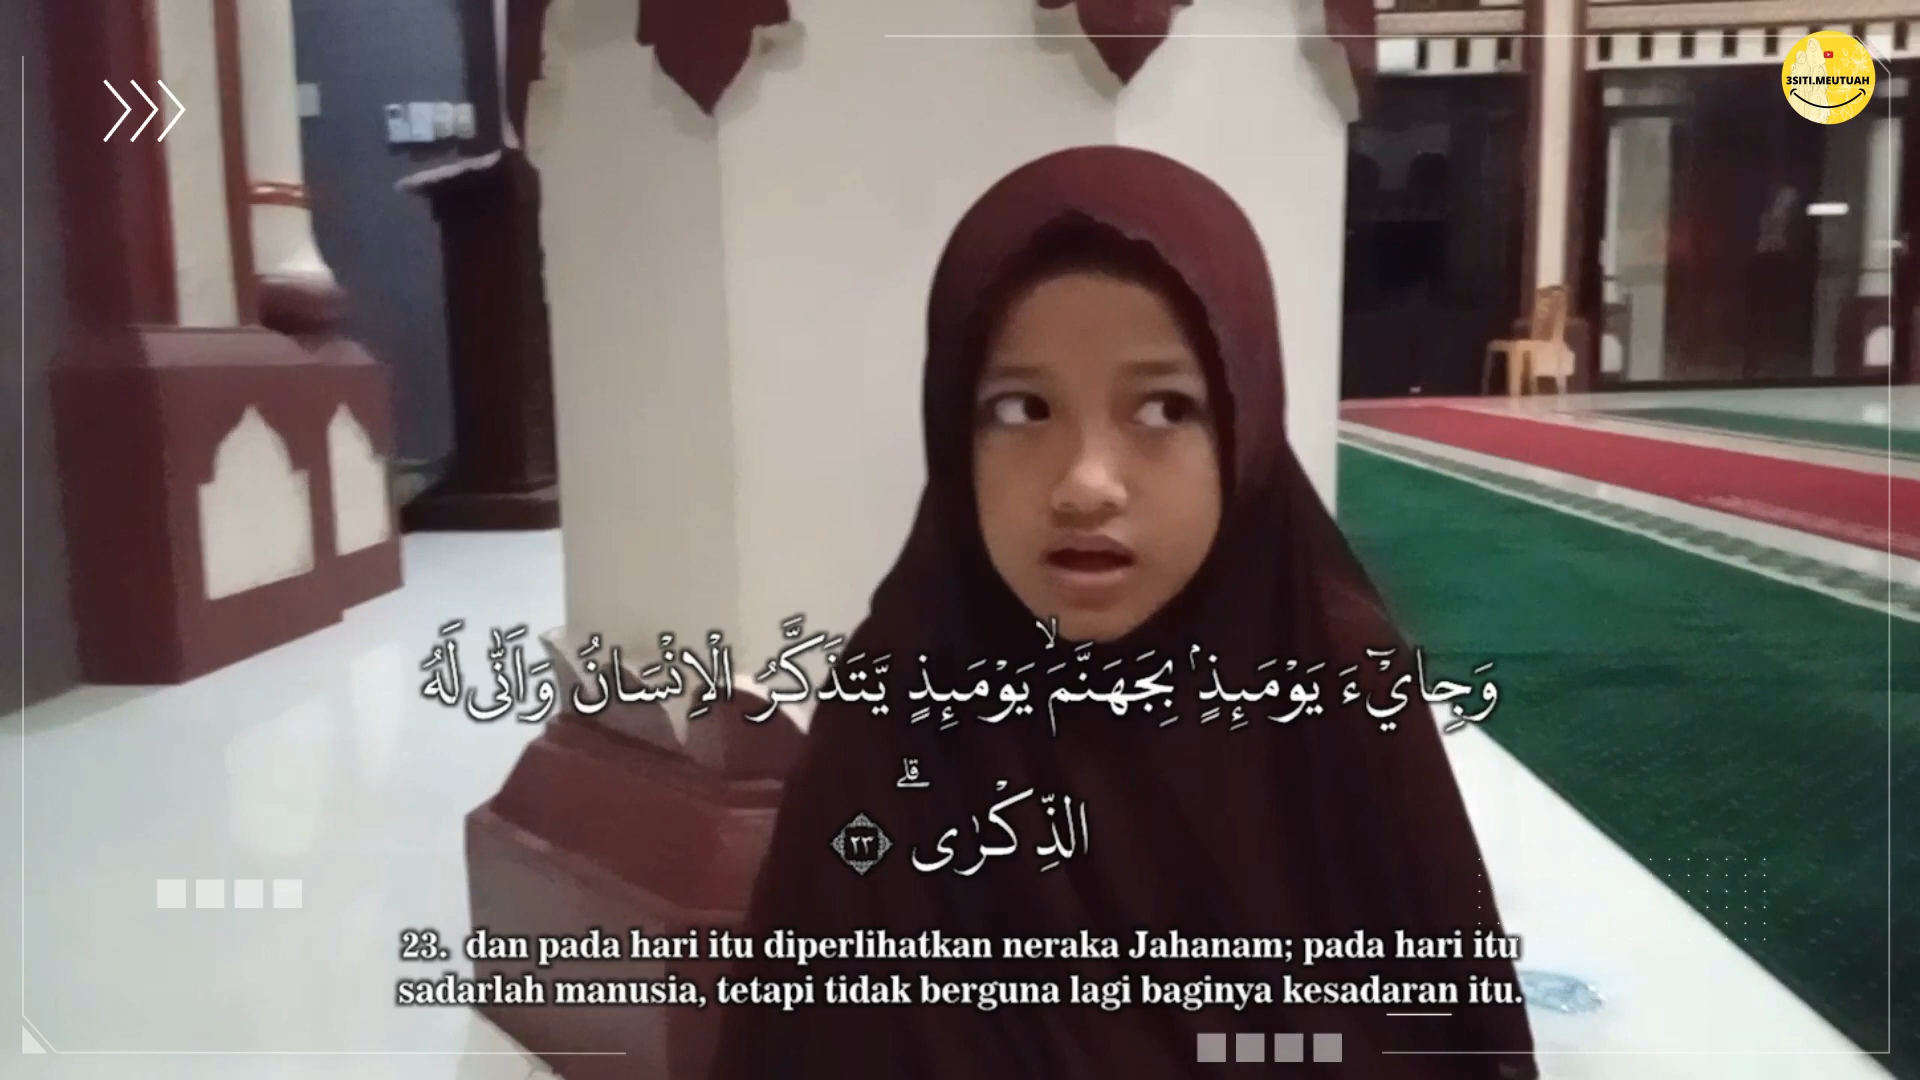 3SITI.MEUTUAH
وَجِايْٓءَ يَوْمَىِٕذٍۢ بِجَهَنَّمَۙ يَوْمَىِٕذٍ يَّتَذَكَّرُ الْاِنْسَانُ وَاَنّٰى لَهُ
الذِّكْرٰىۗ ٢٣
23. dan pada hari itu diperlihatkan neraka Jahanam; pada hari itu
sadarlah manusia, tetapi tidak berguna lagi baginya kesadaran itu.